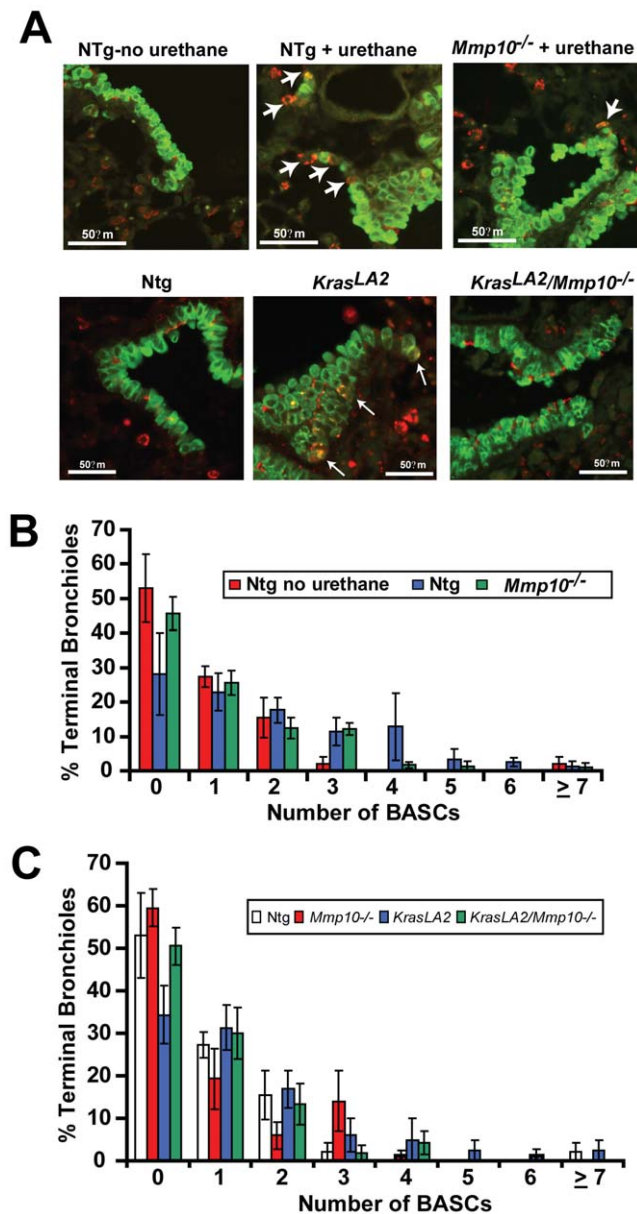 A
NTg-no urethane NTg + urethane Mmp10-/- + urethane
50?m 50?m 50?m
Ntg KrasLA2 KrasLA2/Mmp10-/-
50?m 50?m 50?m
B
% Terminal Bronchioles
70
60
50
40
30
20
10
0
Ntg no urethane Ntg Mmp10-/-
0 1 2 3 4 5 6 ≥ 7
Number of BASCs
C
% Terminal Bronchioles
70
60
50
40
30
20
10
0
Ntg Mmp10-/- KrasLA2 KrasLA2/Mmp10-/-
0 1 2 3 4 5 6 ≥ 7
Number of BASCs